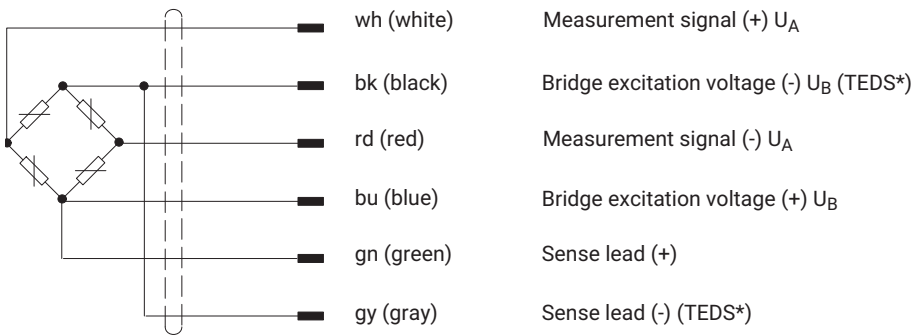 wh (white) Measurement signal (+) UA
bk (black) Bridge excitation voltage (-) UB (TEDS*)
rd (red) Measurement signal (-) UA
bu (blue) Bridge excitation voltage (+) UB
gn (green) Sense lead (+)
gy (gray) Sense lead (-) (TEDS*)